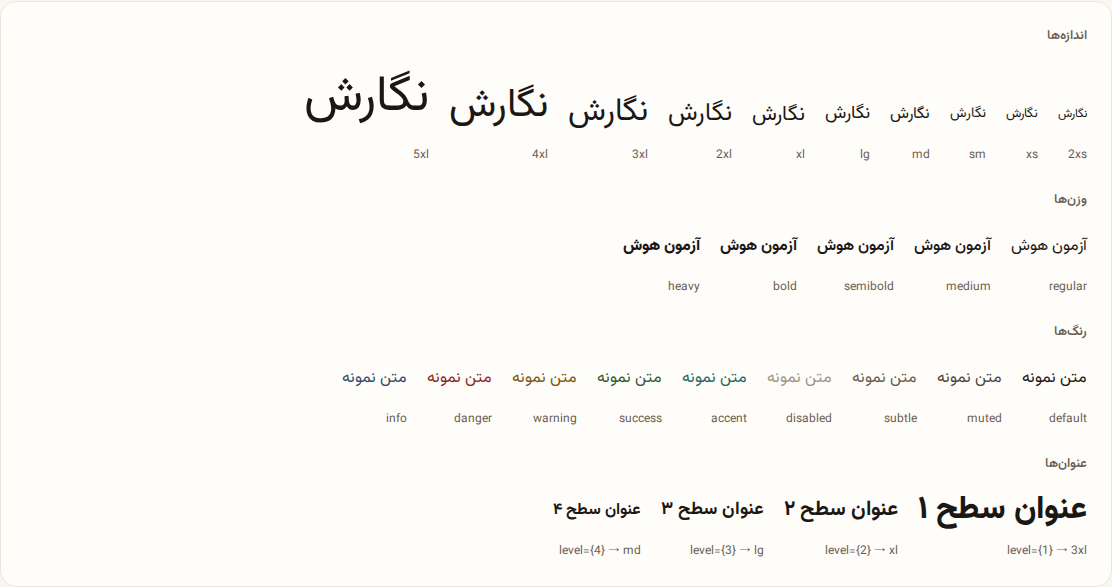 اندازه‌ها
نگارش نگارش نگارش نگارش نگارش نگارش نگارش نگارش نگارش نگارش
2xs xs sm md lg xl 2xl 3xl 4xl 5xl
وزن‌ها
آزمون هوش آزمون هوش آزمون هوش آزمون هوش آزمون هوش
regular medium semibold bold heavy
رنگ‌ها
متن نمونه متن نمونه متن نمونه متن نمونه متن نمونه متن نمونه متن نمونه متن نمونه متن نمونه
default muted subtle disabled accent success warning danger info
عنوان‌ها
عنوان سطح ۱ عنوان سطح ۲ عنوان سطح ۳ عنوان سطح ۴
level={1} → 3xl level={2} → xl level={3} → lg level={4} → md